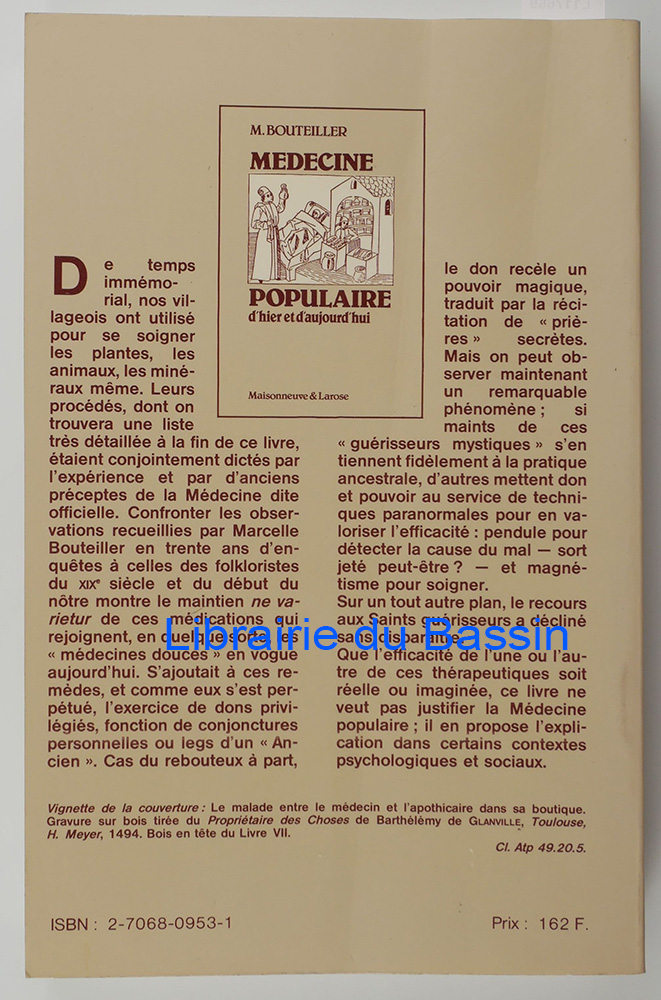 M. BOUTEILLER
MEDECINE
POPULAIRE
d'hier et d'aujourd'hui
Maisonneuve & Larose
De temps
immémo-
rial, nos vil-
lageois ont utilisé
pour se soigner
les plantes, les
animaux, les miné-
raux même. Leurs
procédés, dont on
trouvera une liste
très détaillée à la fin de ce livre,
étaient conjointement dictés par
l'expérience et par d'anciens
préceptes de la Médecine dite
officielle. Confronter les obser-
vations recueillies par Marcelle
Bouteiller en trente ans d'en-
quêtes à celles des folkloristes
du XIXe siècle et du début du
nôtre montre le maintien ne va-
rietur de ces médications qui
rejoignent, en quelque sorte, les
« médecines douces » en vogue
aujourd'hui. S'ajoutait à ces re-
mèdes, et comme eux s'est per-
pétué, l'exercice de dons privi-
légiés, fonction de conjonctures
personnelles ou legs d'un « An-
cien ». Cas du rebouteux à part,
le don recèle un
pouvoir magique,
traduit par la réci-
tation de « priè-
res » secrètes.
Mais on peut ob-
server maintenant
un remarquable
phénomène ; si
maints de ces
« guérisseurs mystiques » s'en
tiennent fidèlement à la pratique
ancestrale, d'autres mettent don
et pouvoir au service de techni-
ques paranormales pour en va-
loriser l'efficacité : pendule pour
détecter la cause du mal — sort
jeté peut-être ? — et magné-
tisme pour soigner.
Sur un tout autre plan, le recours
aux Saints guérisseurs a décliné
sans disparaître.
Que l'efficacité de l'une ou l'au-
tre de ces thérapeutiques soit
réelle ou imaginée, ce livre ne
veut pas justifier la Médecine
populaire ; il en propose l'expli-
cation dans certains contextes
psychologiques et sociaux.
Librairie du Bassin
Vignette de la couverture : Le malade entre le médecin et l'apothicaire dans sa boutique.
Gravure sur bois tirée du Propriétaire des Choses de Barthélémy de GLANVILLE, Toulouse,
H. Meyer, 1494. Bois en tête du Livre VII.
Cl. Atp 49.20.5.
ISBN : 2-7068-0953-1
Prix : 162 F.